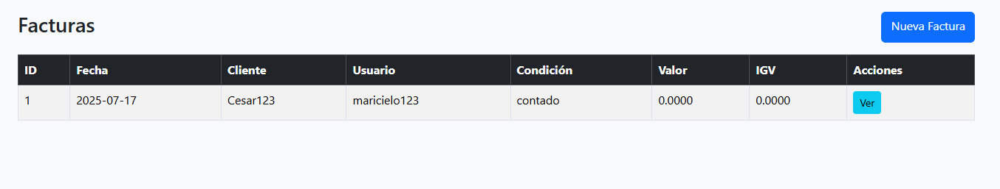 Facturas
Nueva Factura
ID Fecha Cliente Usuario Condición Valor IGV Acciones
1 2025-07-17 Cesar123 maricielo123 contado 0.0000 0.0000 Ver